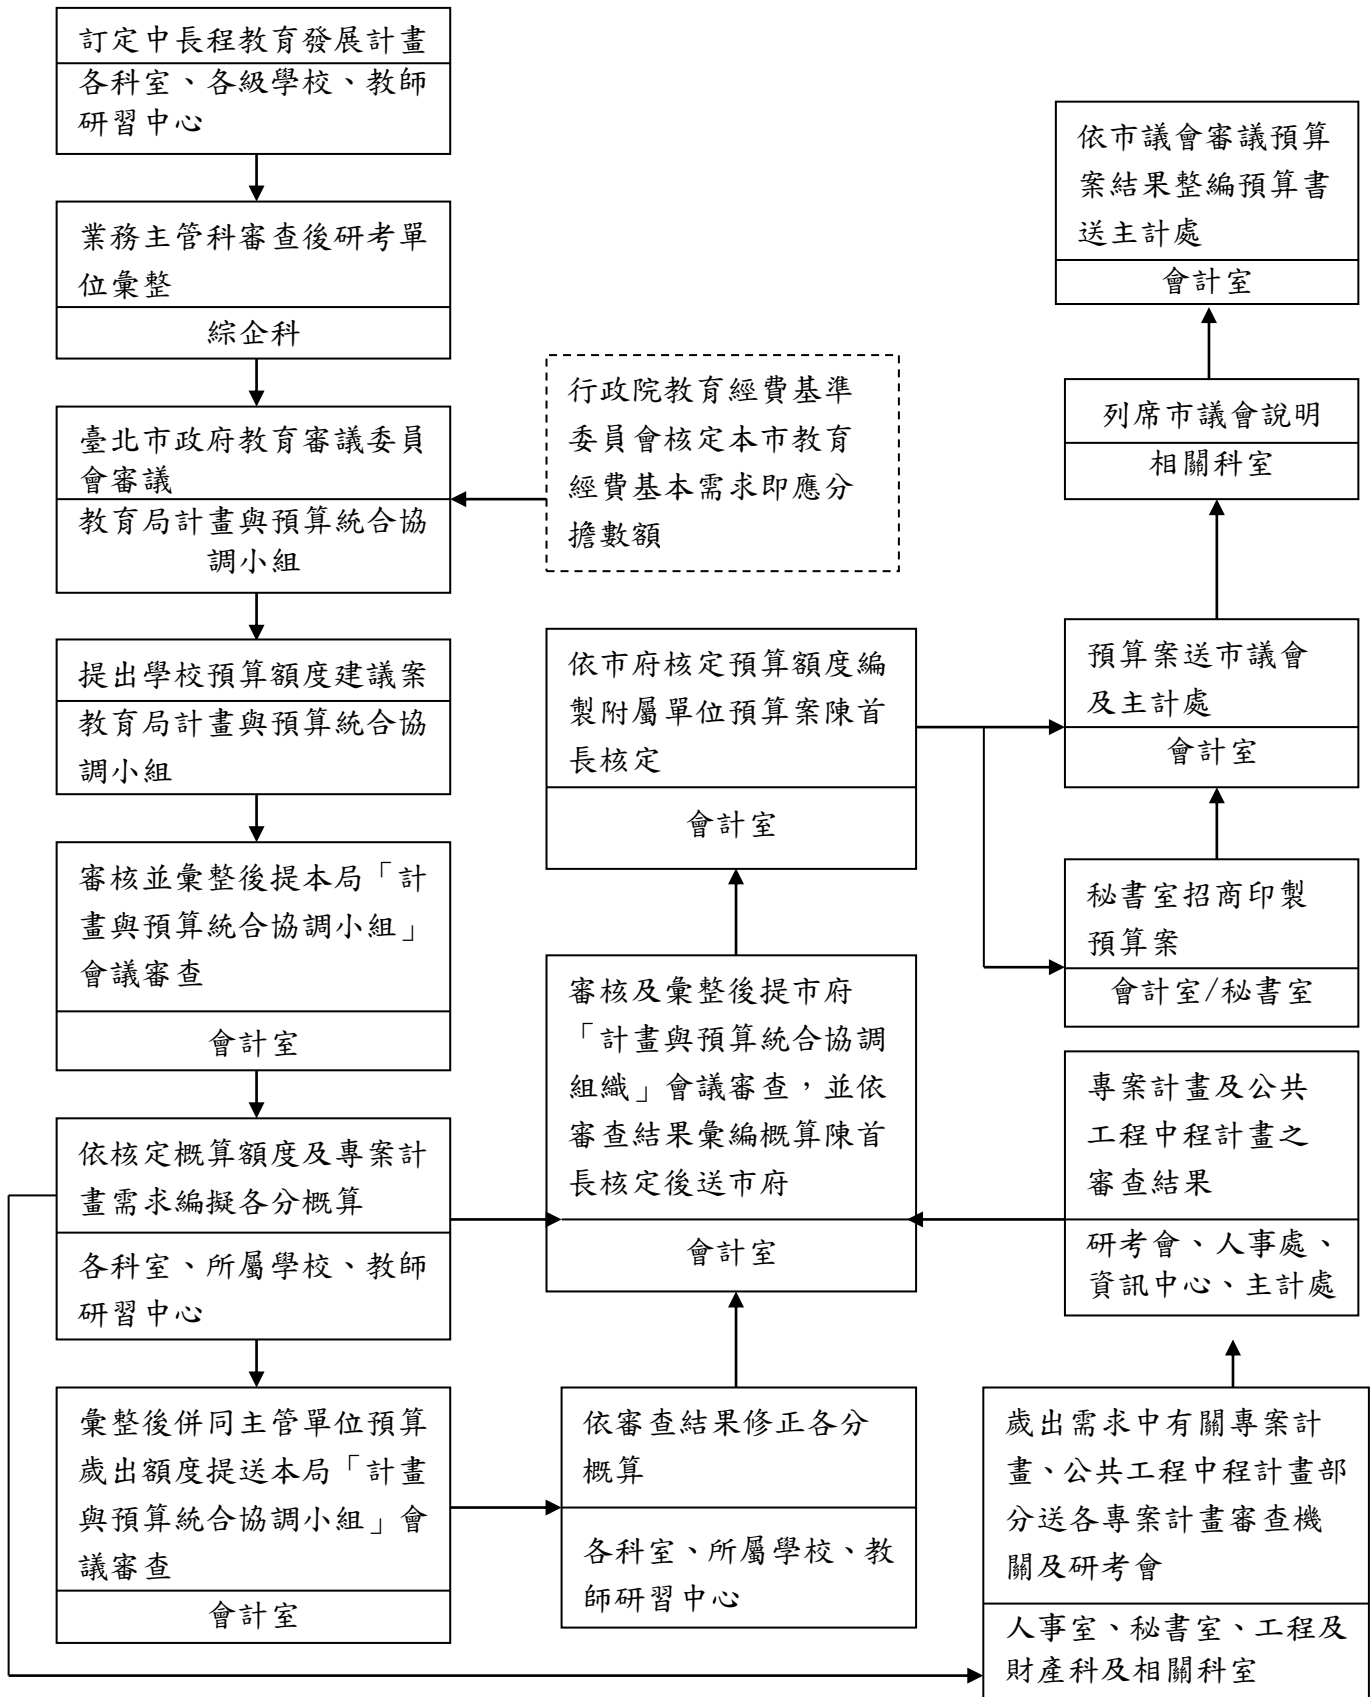 訂定中長程教育發展計畫
各科室、各級學校、教師
研習中心
業務主管科審查後研考單
位彙整
綜企科
臺北市政府教育審議委員
會審議
教育局計畫與預算統合協
調小組
提出學校預算額度建議案
教育局計畫與預算統合協
調小組
審核並彙整後提本局「計
畫與預算統合協調小組」
會議審查
會計室
依核定概算額度及專案計
畫需求編擬各分概算
各科室、所屬學校、教師
研習中心
彙整後併同主管單位預算
歲出額度提送本局「計畫
與預算統合協調小組」會
議審查
會計室
行政院教育經費基準
委員會核定本市教育
經費基本需求即應分
擔數額
依市府核定預算額度編
製附屬單位預算案陳首
長核定
會計室
審核及彙整後提市府
「計畫與預算統合協調
組織」會議審查，並依
審查結果彙編概算陳首
長核定後送市府
會計室
依審查結果修正各分
概算
各科室、所屬學校、教
師研習中心
依市議會審議預算
案結果整編預算書
送主計處
會計室
列席市議會說明
相關科室
預算案送市議會
及主計處
會計室
秘書室招商印製
預算案
會計室/秘書室
專案計畫及公共
工程中程計畫之
審查結果
研考會、人事處、
資訊中心、主計處
歲出需求中有關專案計
畫、公共工程中程計畫部
分送各專案計畫審查機
關及研考會
人事室、秘書室、工程及
財產科及相關科室